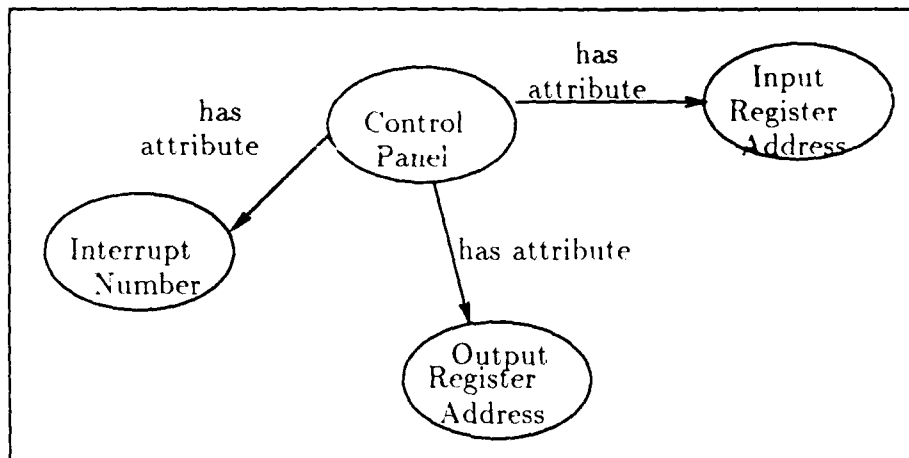 has
attribute
Input
Register
Address
Control
Panel
has
attribute
Interrupt
Number
has attribute
Output
Register
Address